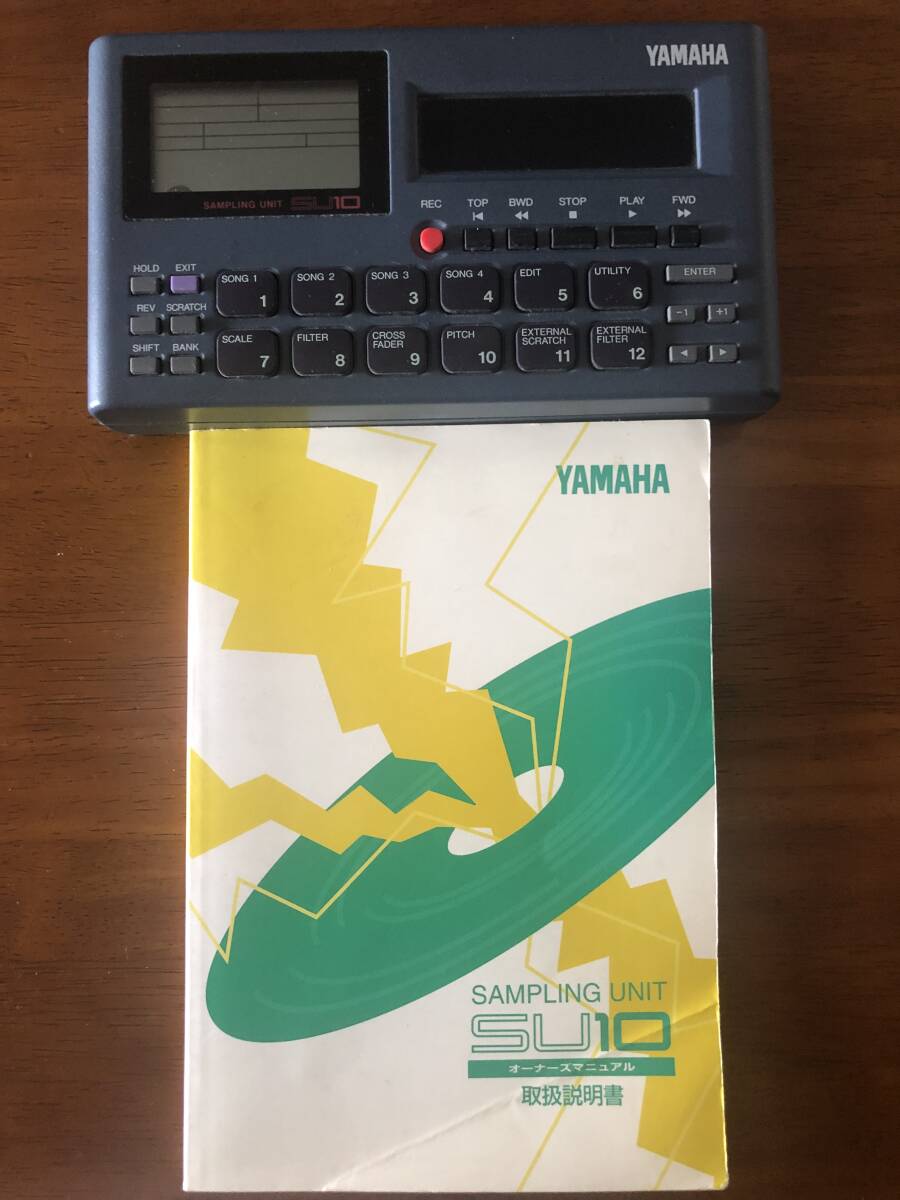 YAMAHA
SAMPLING UNIT SU10
REC TOP BWD STOP PLAY FWD
HOLD EXIT
SONG 1 SONG 2 SONG 3 SONG 4 EDIT UTILITY
1 2 3 4 5 6
ENTER
REV SCRATCH
-1 +1
SHIFT BANK
SCALE FILTER CROSS FADER PITCH EXTERNAL SCRATCH EXTERNAL FILTER
7 8 9 10 11 12
YAMAHA
SAMPLING UNIT
SU10
オーナーズマニュアル
取扱説明書